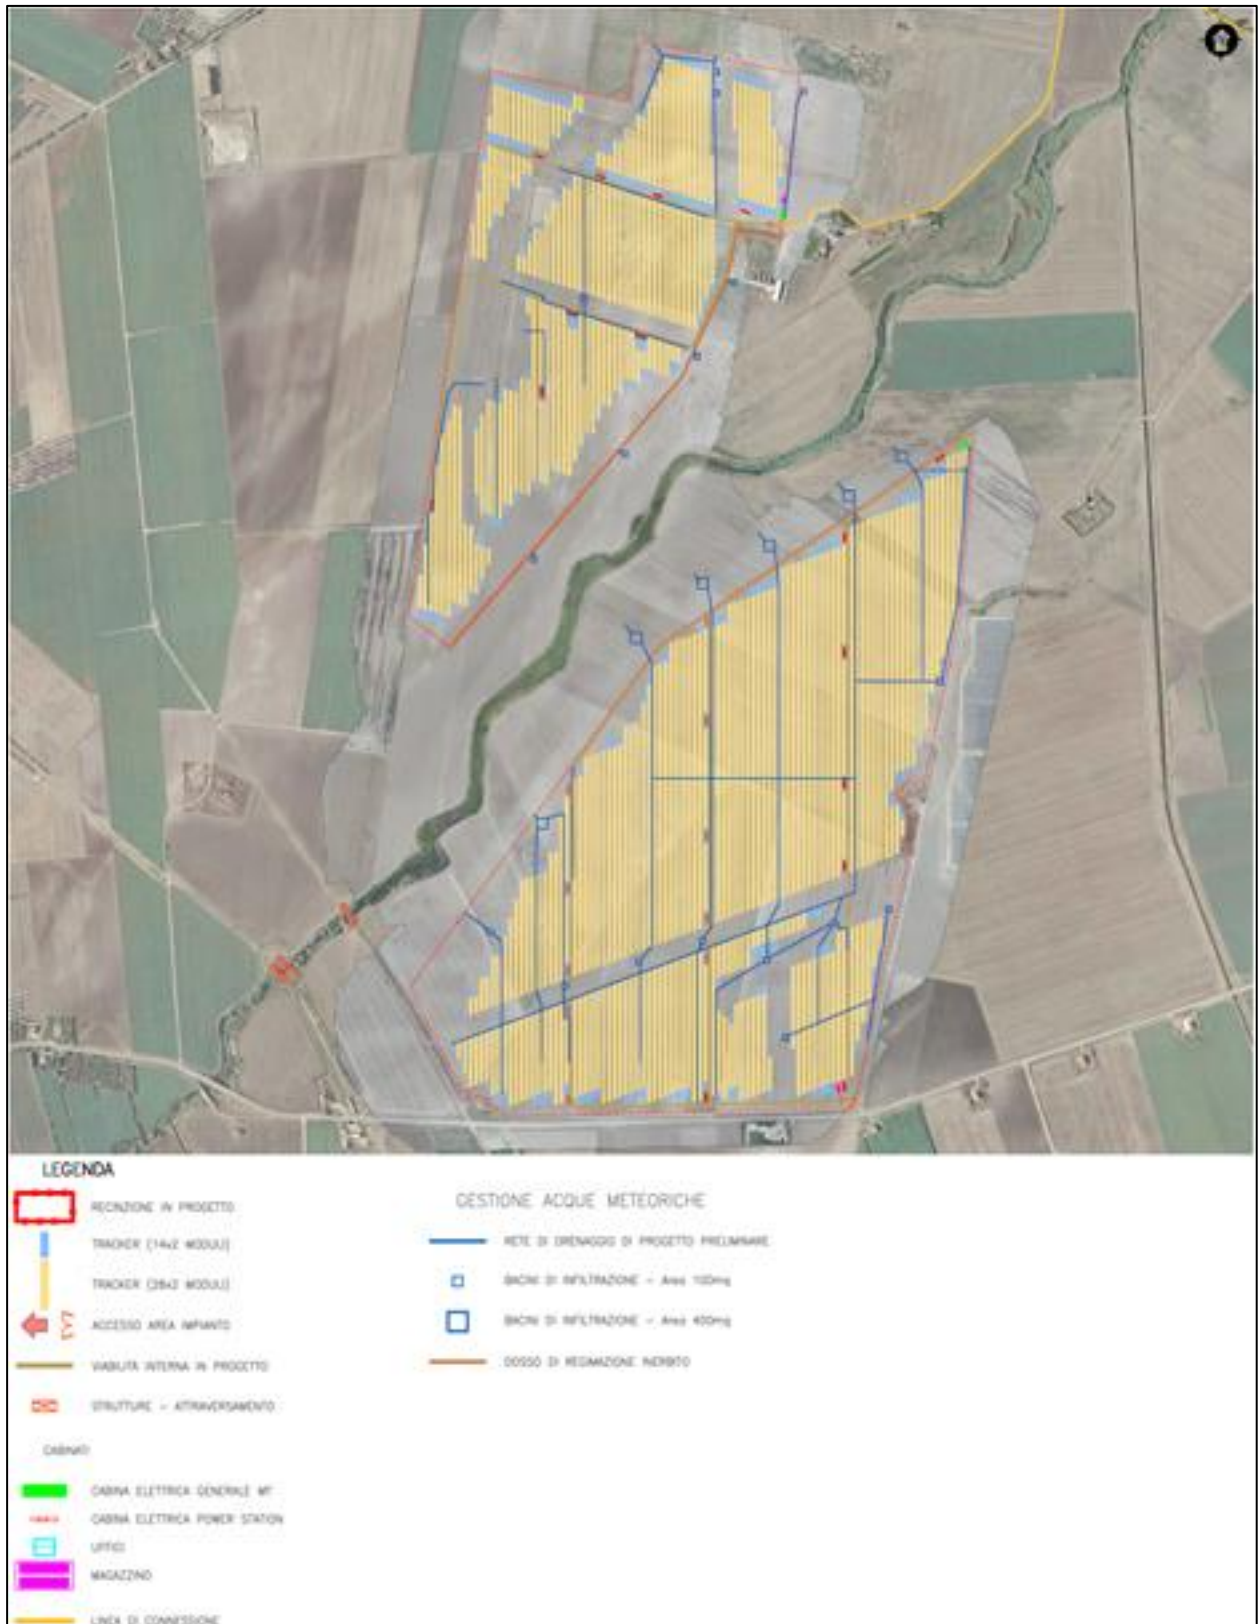 LEGENDA
RECINZIONE IN PROGETTO
TRACKER (14x2 MODULI)
TRACKER (28x2 MODULI)
ACCESSO AREA IMPIANTO
VIABILITÀ INTERNA IN PROGETTO
STRUTTURE - ATTRAVERSAMENTO
CABINATI
CABINA ELETTRICA GENERALE MT
CABINA ELETTRICA POWER STATION
UFFICI
MAGAZZINO
LINEA DI CONNESSIONE
GESTIONE ACQUE METEORICHE
RETE DI DRENAGGIO DI PROGETTO PRELIMINARE
BACINI DI INFILTRAZIONE - Area 100mq
BACINI DI INFILTRAZIONE - Area 400mq
DOSSO DI REGIMAZIONE INERBITO